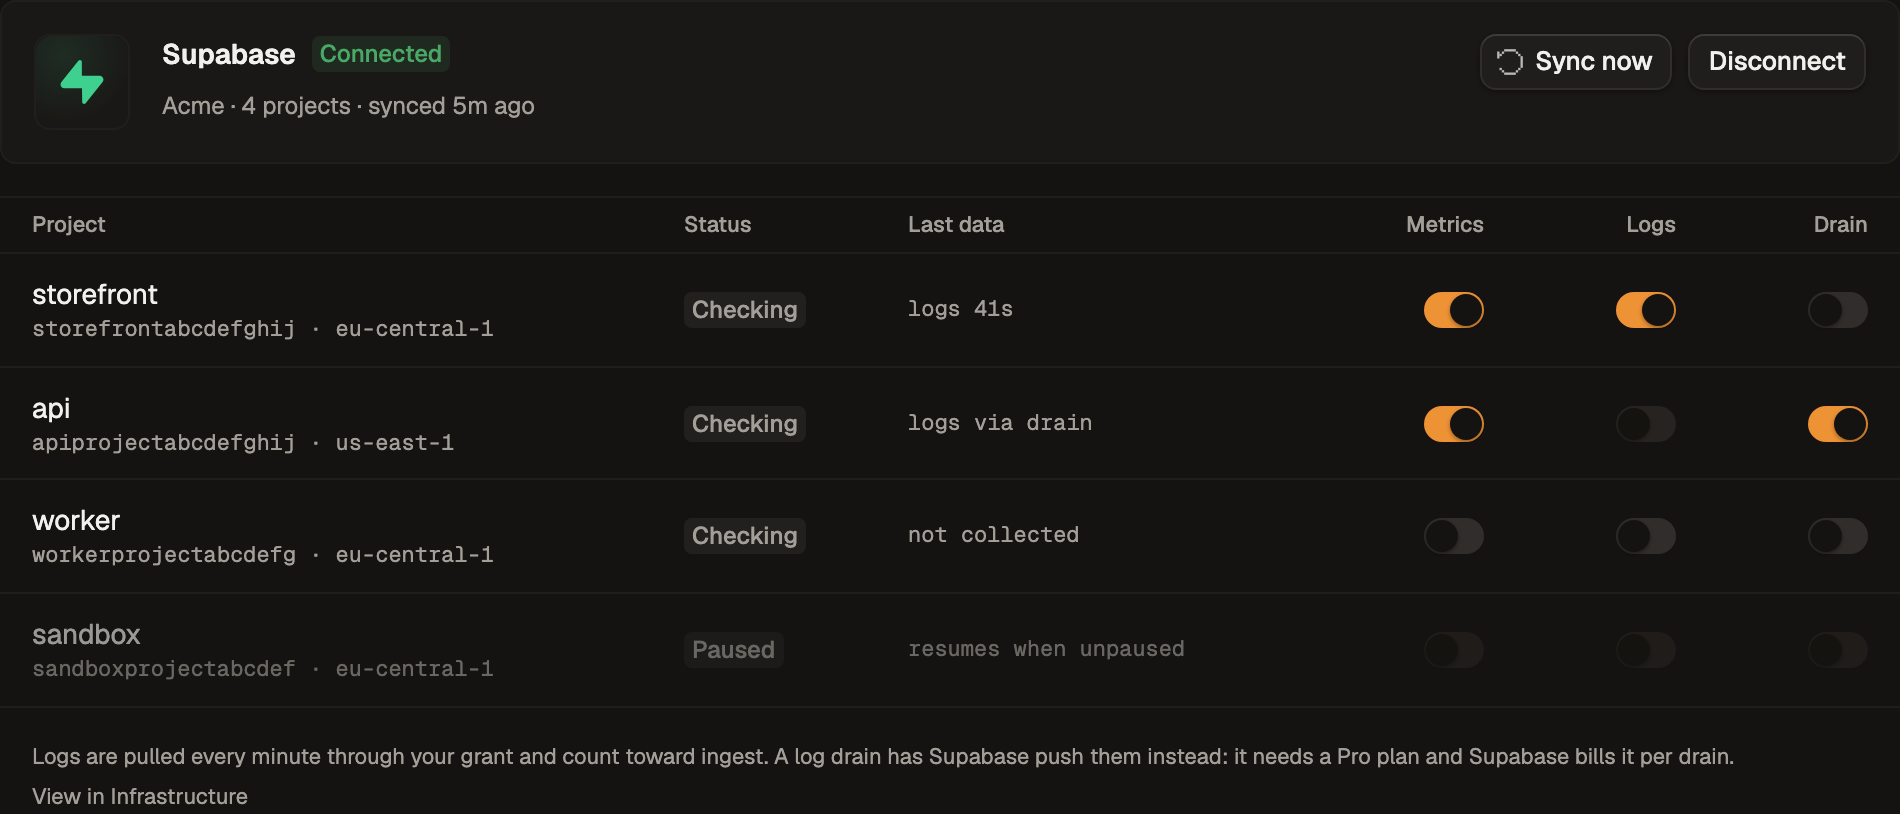 Supabase Connected
Sync now Disconnect
Acme · 4 projects · synced 5m ago
Project Status Last data Metrics Logs Drain
storefront
storefrontabcdefghij · eu-central-1
Checking logs 41s
api
apiprojectabcdefghij · us-east-1
Checking logs via drain
worker
workerprojectabcdefg · eu-central-1
Checking not collected
sandbox
sandboxprojectabcdef · eu-central-1
Paused resumes when unpaused
Logs are pulled every minute through your grant and count toward ingest. A log drain has Supabase push them instead: it needs a Pro plan and Supabase bills it per drain.
View in Infrastructure